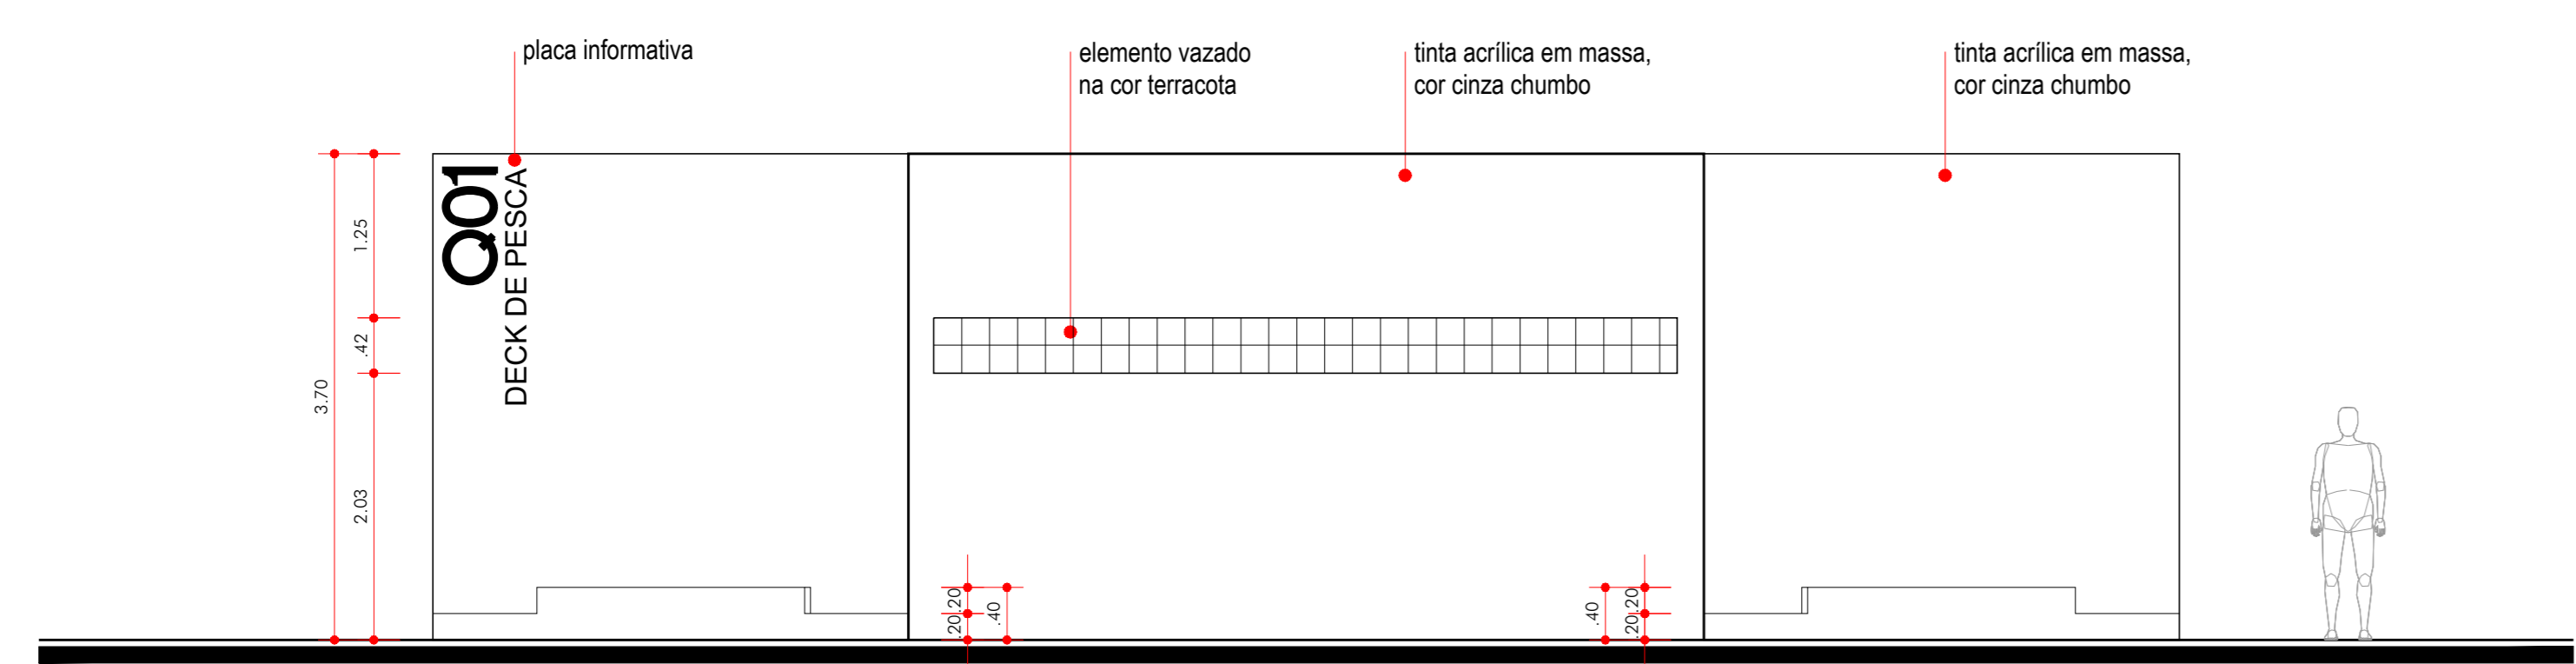 placa informativa
elemento vazado
na cor terracota
tinta acrílica em massa,
cor cinza chumbo
tinta acrílica em massa,
cor cinza chumbo
Q01
DECK DE PESCA
3.70
1.25
.42
2.03
.20
.20
.40
.40
.20
.20